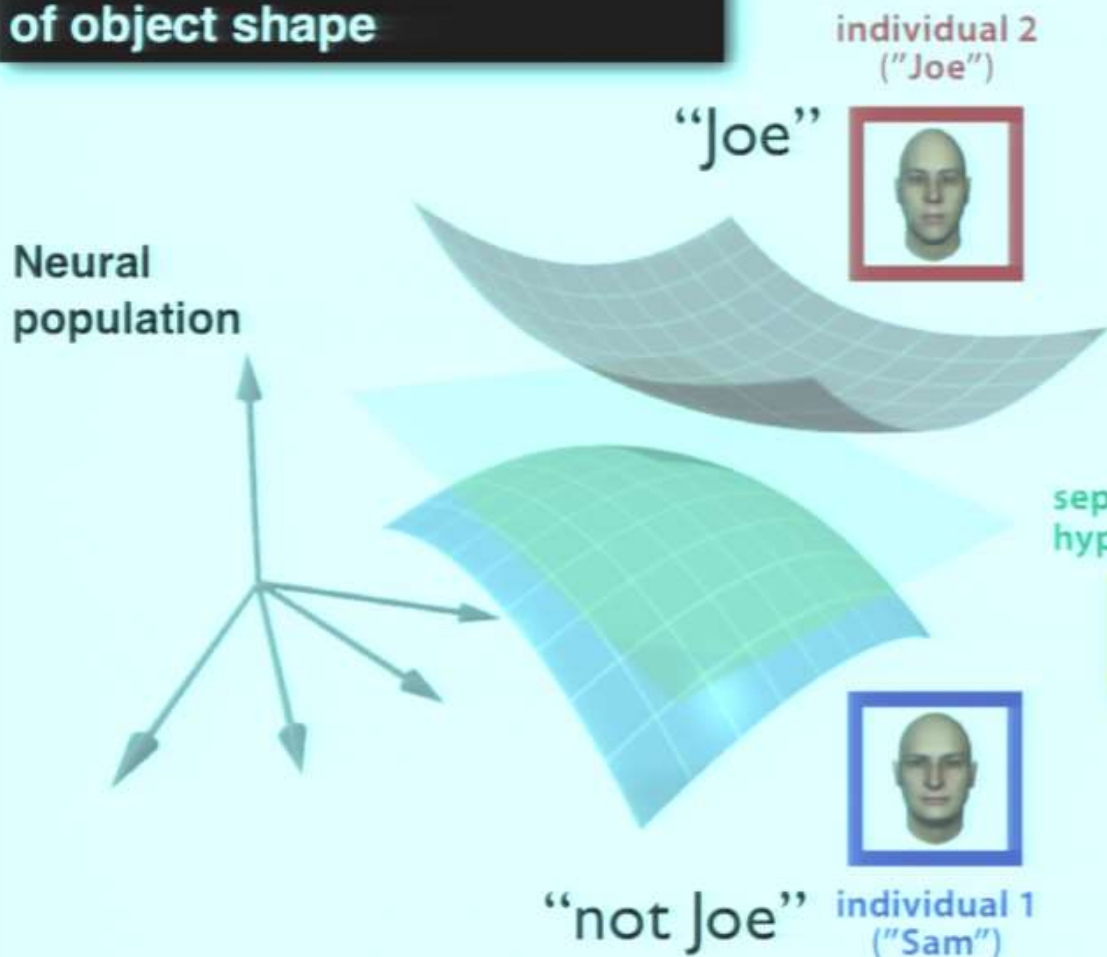 of object shape
individual 2
("Joe")
“Joe”
Neural
population
sep
hyp
“not Joe”
individual 1
("Sam")